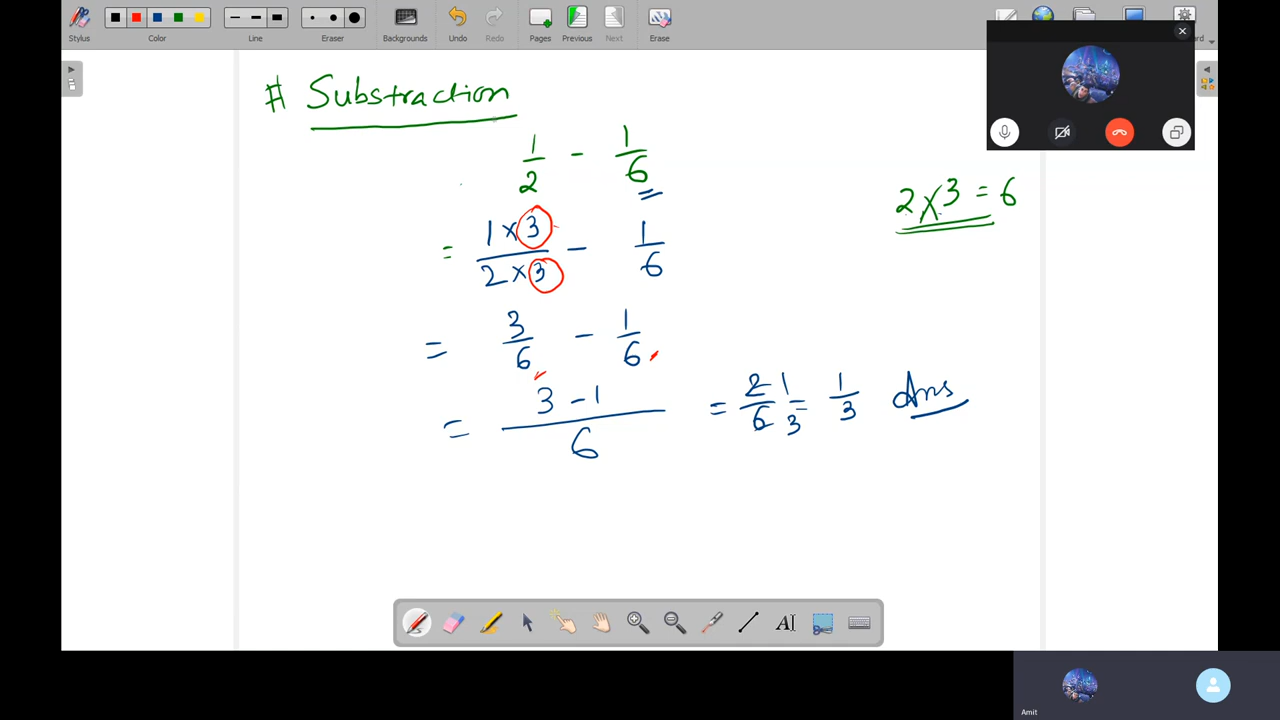 Stylus Color Line Eraser Backgrounds Undo Redo Pages Previous Next Erase
# Substraction
1/2 - 1/6
2 x 3 = 6
= 1 x 3 / 2 x 3 - 1/6
= 3/6 - 1/6
= 3 - 1 / 6 = 2/6 1/3 = 1/3 Ans
Amit